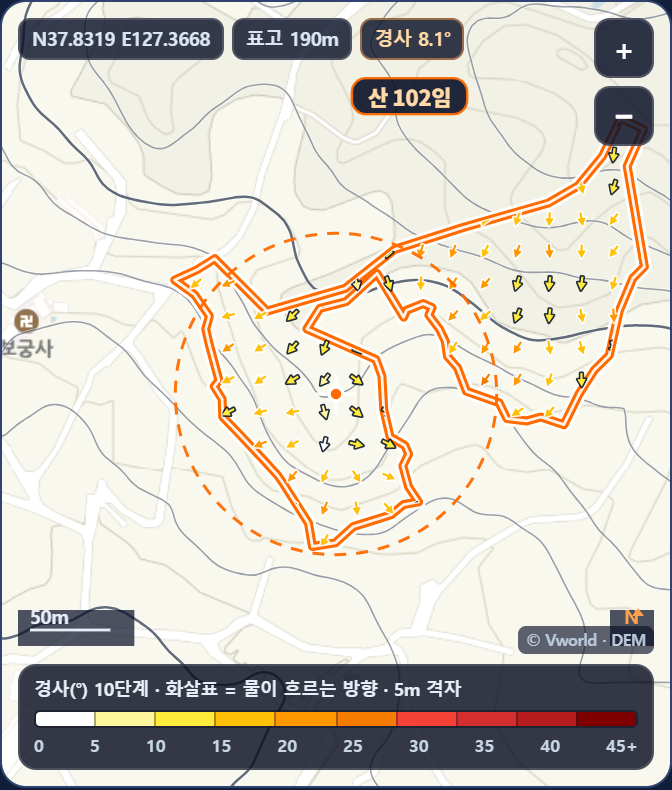 N37.8319 E127.3668
표고 190m
경사 8.1°
+
산 102임
−
卍
보궁사
50m
N
© Vworld · DEM
경사(°) 10단계 · 화살표 = 물이 흐르는 방향 · 5m 격자
0 5 10 15 20 25 30 35 40 45+